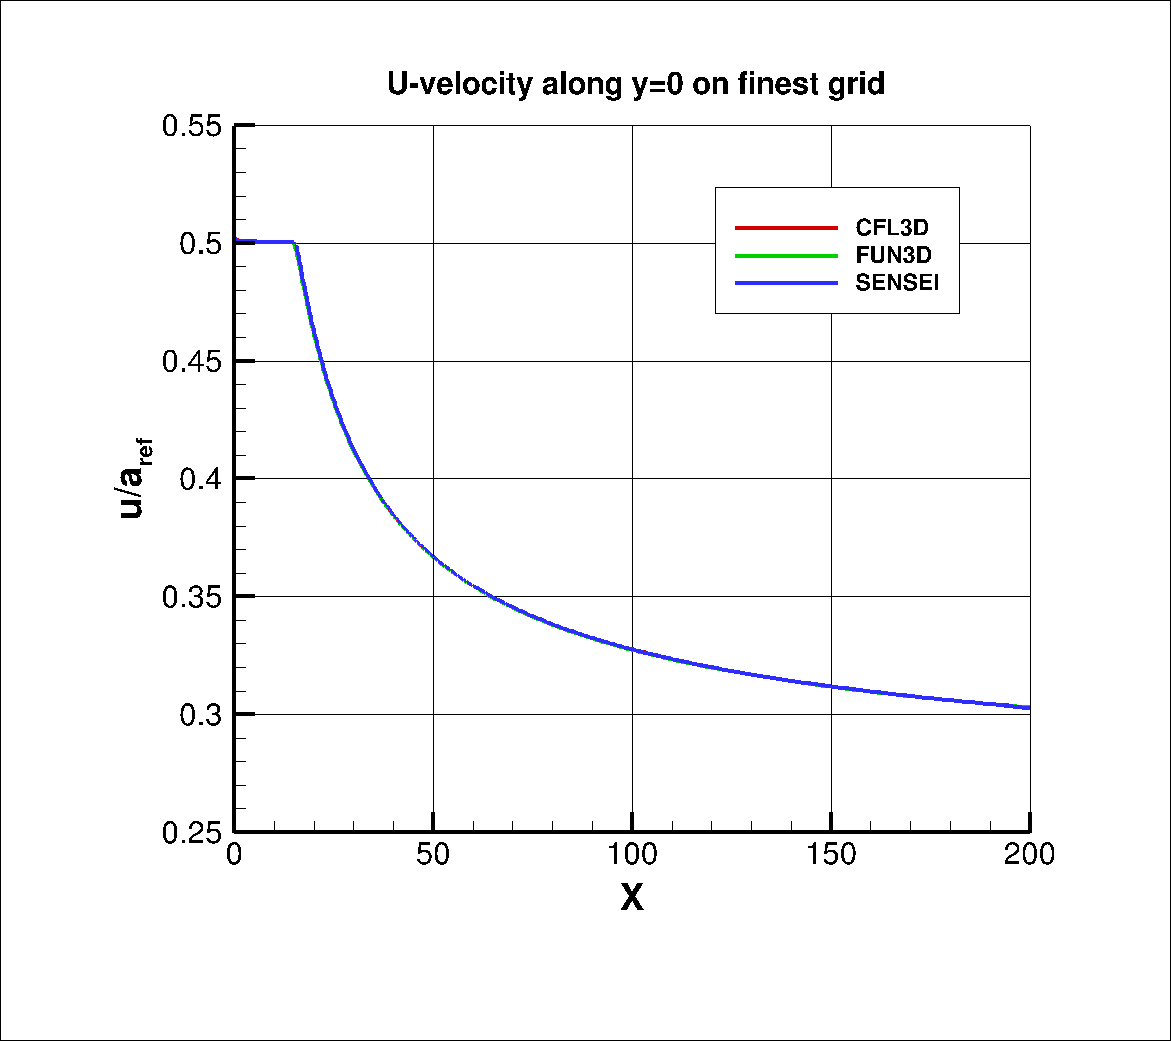 U-velocity along y=0 on finest grid
0.55
0.5
0.45
0.4
0.35
0.3
0.25
u/aref
CFL3D
FUN3D
SENSEI
0 50 100 150 200
X